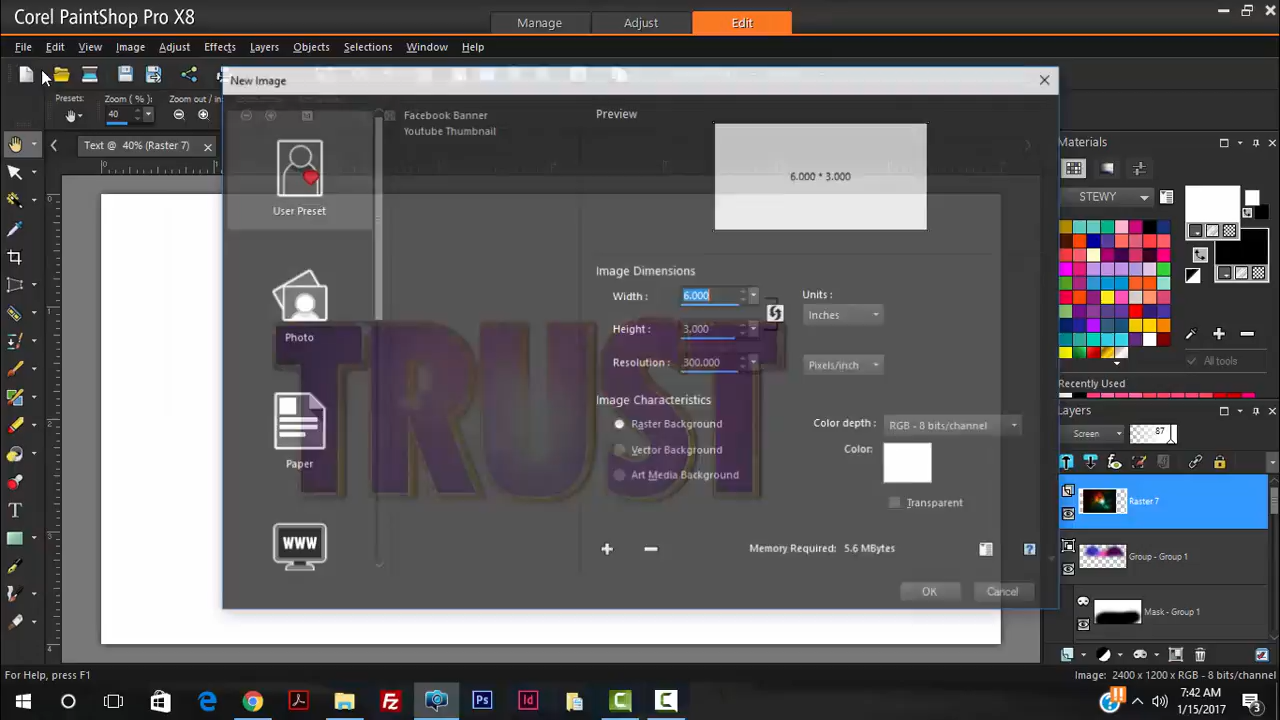 Corel PaintShop Pro X8
Manage
Adjust
Edit
File Edit View Image Adjust Effects Layers Objects Selections Window Help
Presets:
Zoom ( % ) :
Zoom out / in
40
Text @ 40% (Raster 7)
New Image
User Preset
Photo
Paper
WWW
Facebook Banner
Youtube Thumbnail
Preview
6.000 * 3.000
Image Dimensions
Width : 6.000
Height : 3.000
Resolution : 300.000
Units :
Inches
Pixels/inch
Image Characteristics
Raster Background
Vector Background
Art Media Background
Color depth : RGB - 8 bits/channel
Color:
Transparent
Memory Required: 5.6 MBytes
OK
Cancel
TRUST
Materials
STEWY
All tools
Recently Used
Layers
Screen
87
Raster 7
Group - Group 1
Mask - Group 1
For Help, press F1
Image: 2400 x 1200 x RGB - 8 bits/channel
Ps
Id
7:42 AM
1/15/2017
3